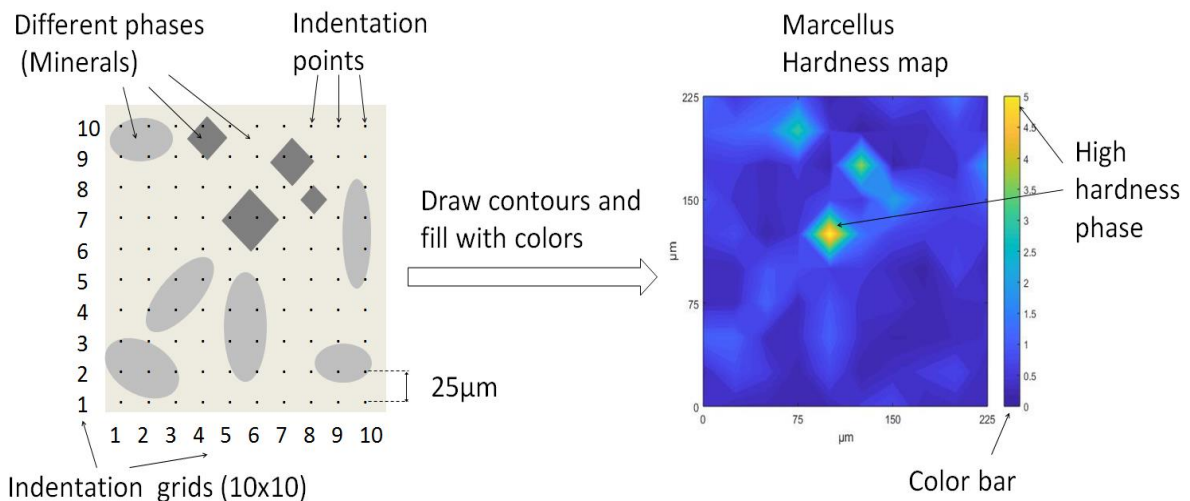 Different phases
(Minerals)
Indentation
points
10
9
8
7
6
5
4
3
2
1
1 2 3 4 5 6 7 8 9 10
25μm
Indentation grids (10x10)
Draw contours and
fill with colors
Marcellus
Hardness map
225
150
75
0
μm
0 75 150 225
μm
5
4.5
4
3.5
3
2.5
2
1.5
1
0.5
0
High
hardness
phase
Color bar